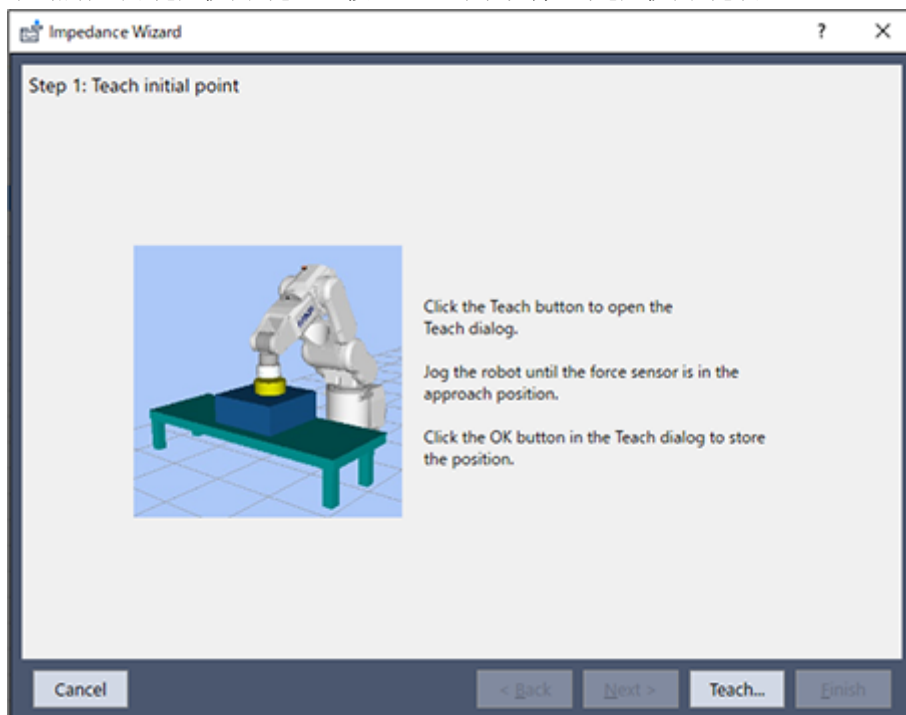 Impedance Wizard
?
Step 1: Teach initial point
Click the Teach button to open the
Teach dialog.
Jog the robot until the force sensor is in the
approach position.
Click the OK button in the Teach dialog to store
the position.
Cancel
< Back
Next >
Teach...
Finish